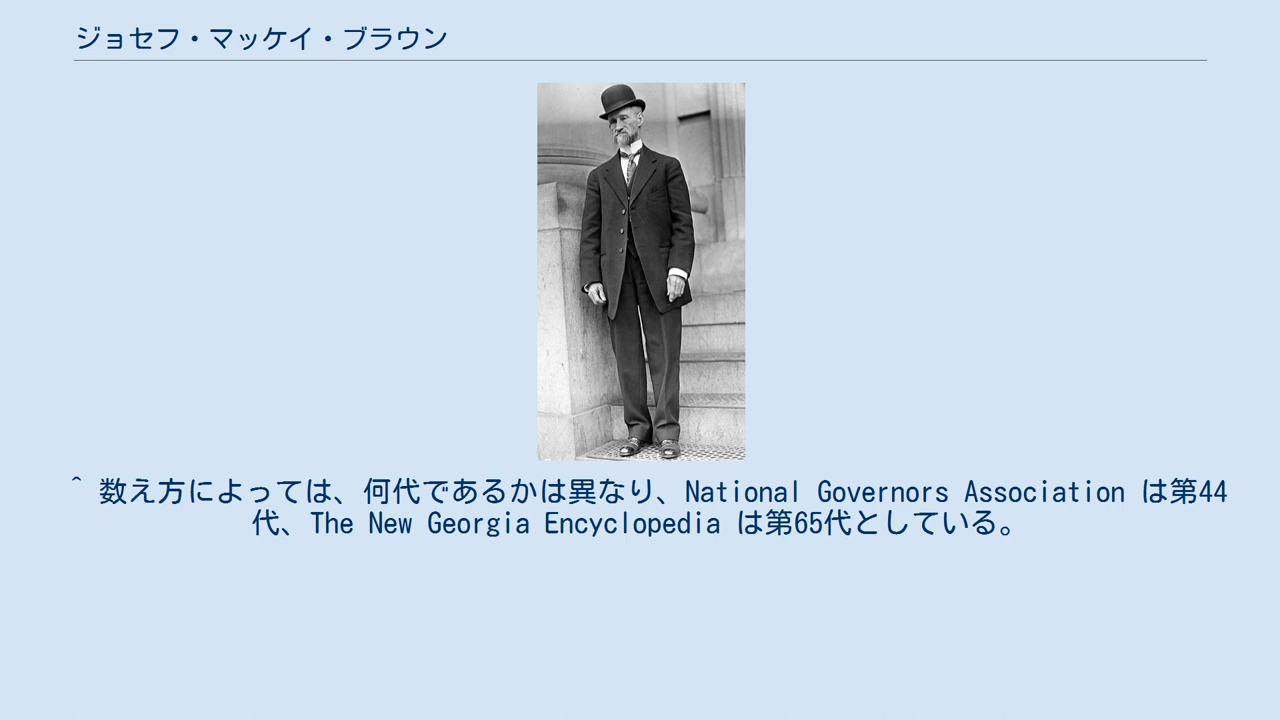 ジョセフ・マッケイ・ブラウン
^ 数え方によっては、何代であるかは異なり、National Governors Association は第44
代、The New Georgia Encyclopedia は第65代としている。